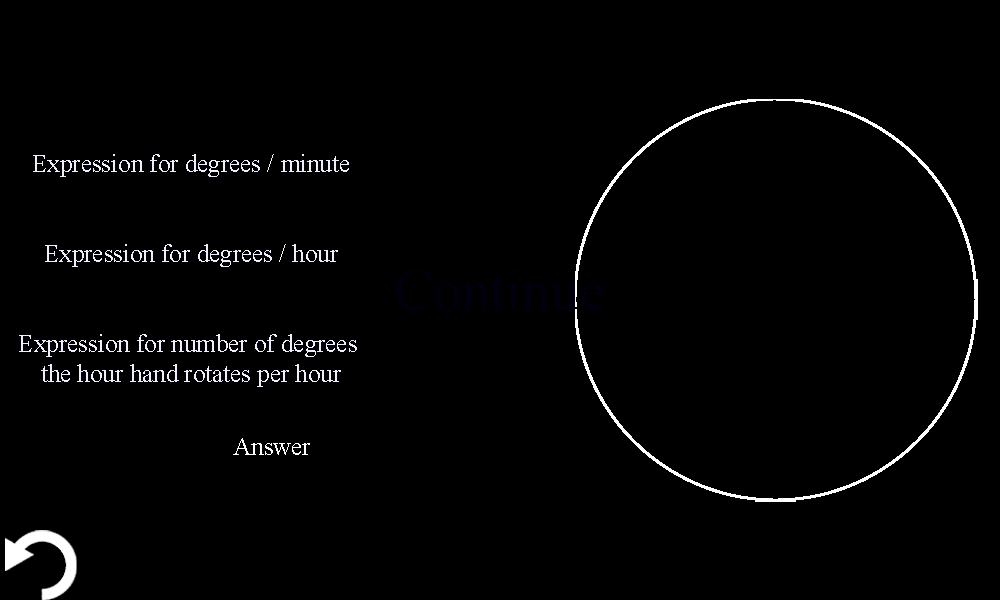 Expression for degrees / minute
Expression for degrees / hour
Continue
Expression for number of degrees
the hour hand rotates per hour
Answer